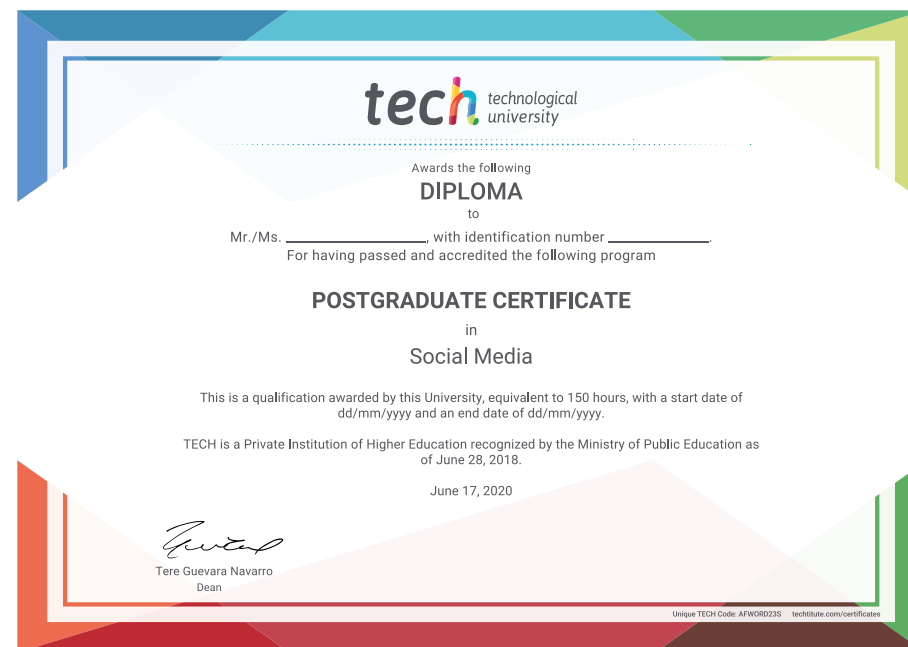 tech technological
university
Awards the following
DIPLOMA
to
Mr./Ms. ____________, with identification number ____________.
For having passed and accredited the following program
POSTGRADUATE CERTIFICATE
in
Social Media
This is a qualification awarded by this University, equivalent to 150 hours, with a start date of
dd/mm/yyyy and an end date of dd/mm/yyyy.
TECH is a Private Institution of Higher Education recognized by the Ministry of Public Education as
of June 28, 2018.
June 17, 2020
Tere Guevara Navarro
Dean
Unique TECH Code: AFWORD23S techtitute.com/certificates